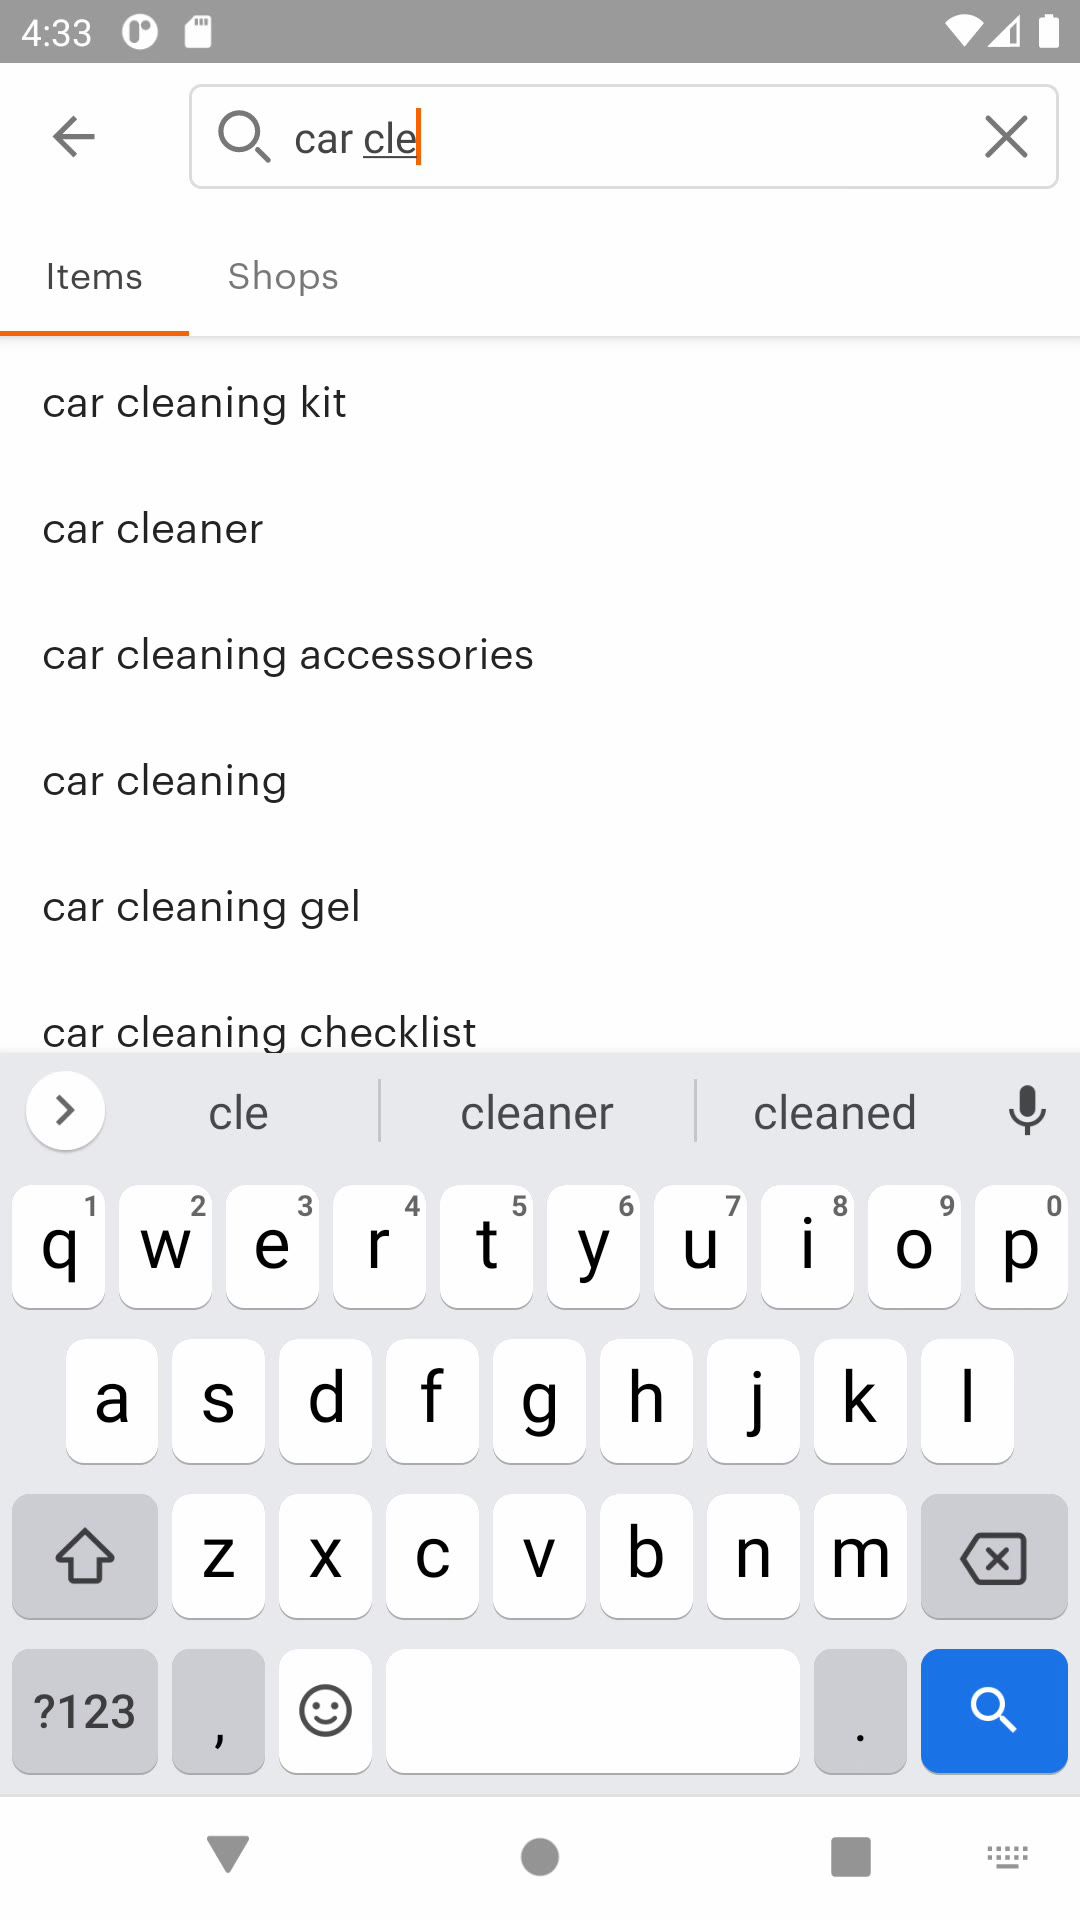 4:33
car cle
Items Shops
car cleaning kit
car cleaner
car cleaning accessories
car cleaning
car cleaning gel
car cleaning checklist
cle cleaner cleaned
1 2 3 4 5 6 7 8 9 0
q w e r t y u i o p
a s d f g h j k l
z x c v b n m
?123 , .